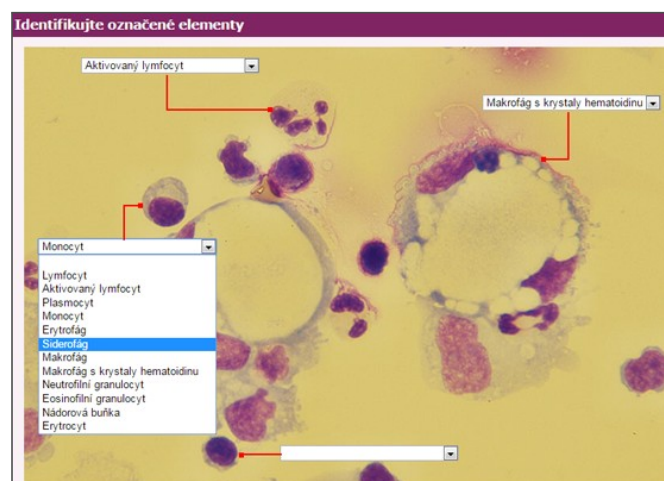 Identifikujte označené elementy
Aktivovaný lymfocyt
Makrofág s krystaly hematoidinu
Monocyt
Lymfocyt
Aktivovaný lymfocyt
Plasmocyt
Monocyt
Erytrofág
Siderofág
Makrofág
Makrofág s krystaly hematoidinu
Neutrofilní granulocyt
Eosinofilní granulocyt
Nádorová buňka
Erytrocyt